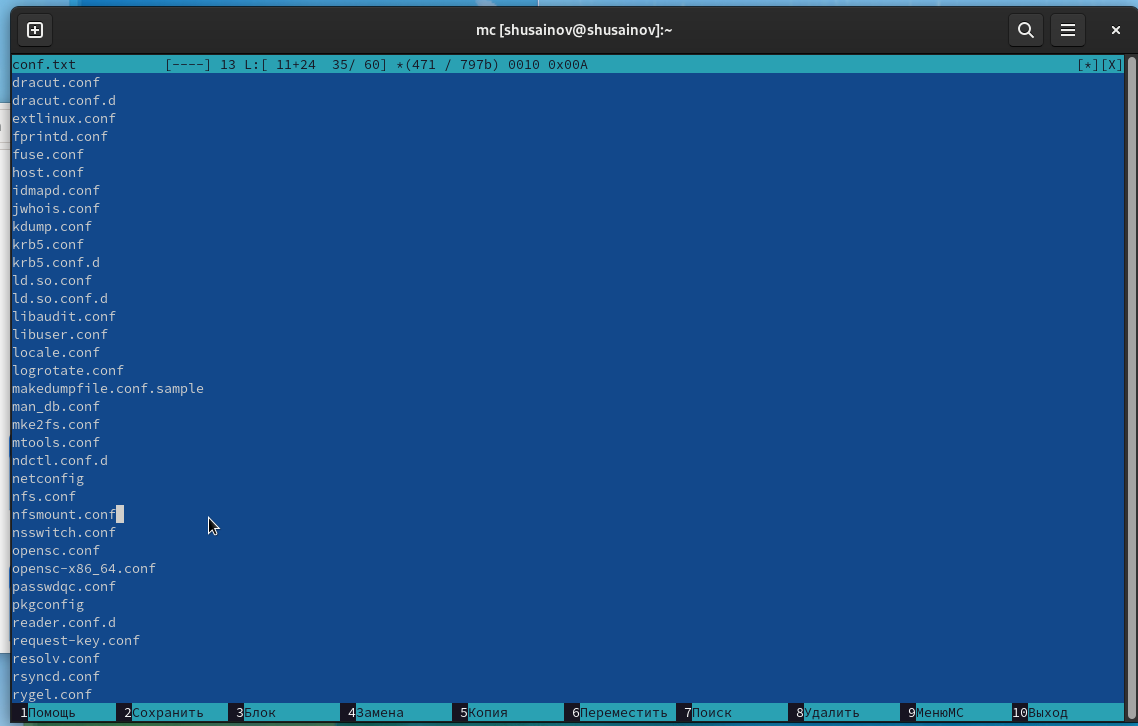 mc [shusainov@shusainov]:~
conf.txt [----] 13 L:[ 11+24 35/ 60] *(471 / 797b) 0010 0x00A [*][X]
dracut.conf
dracut.conf.d
extlinux.conf
fprintd.conf
fuse.conf
host.conf
idmapd.conf
jwhois.conf
kdump.conf
krb5.conf
krb5.conf.d
ld.so.conf
ld.so.conf.d
libaudit.conf
libuser.conf
locale.conf
logrotate.conf
makedumpfile.conf.sample
man_db.conf
mke2fs.conf
mtools.conf
ndctl.conf.d
netconfig
nfs.conf
nfsmount.conf
nsswitch.conf
opensc.conf
opensc-x86_64.conf
passwdqc.conf
pkgconfig
reader.conf.d
request-key.conf
resolv.conf
rsyncd.conf
rygel.conf
1Помощь 2Сохранить 3Блок 4Замена 5Копия 6Переместить 7Поиск 8Удалить 9МенюMC 10Выход